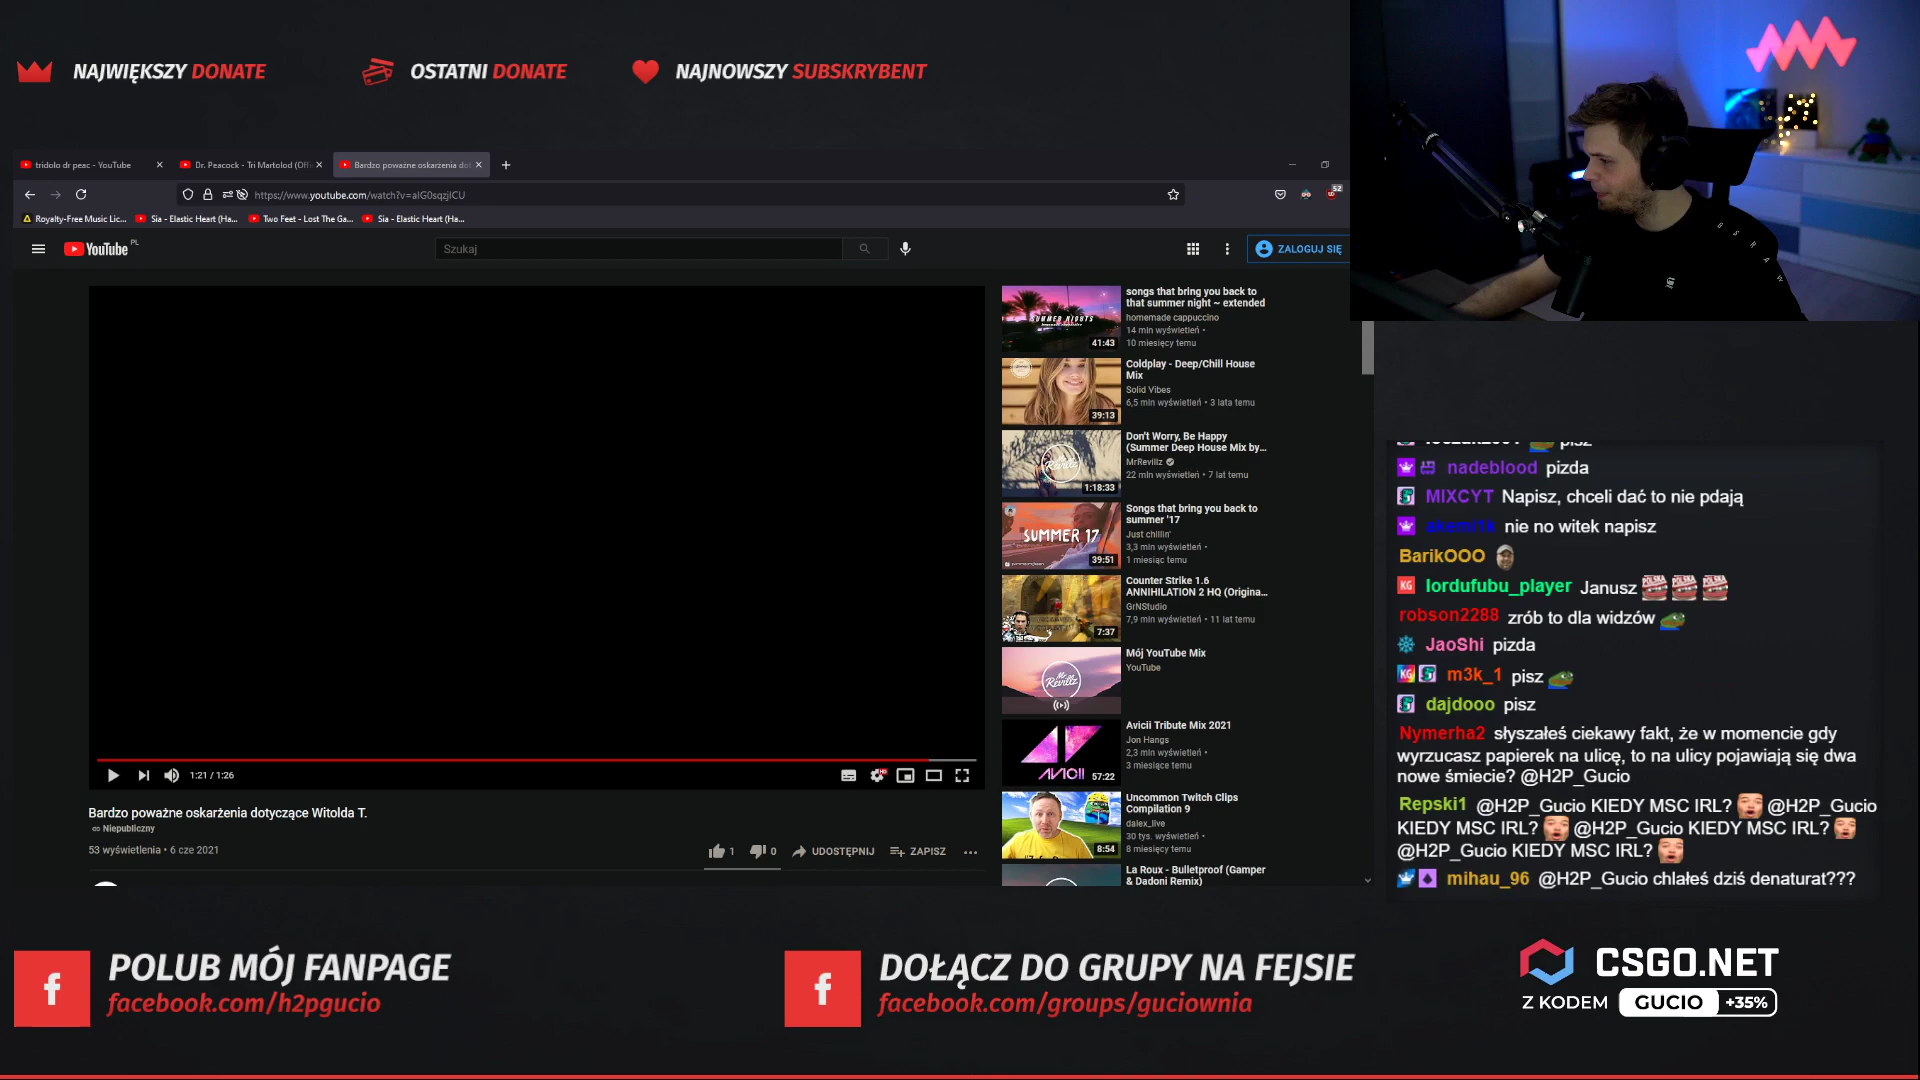 NAJWIĘKSZY DONATE
OSTATNI DONATE
NAJNOWSZY SUBSKRYBENT
tridolo dr peac - YouTube
Dr. Peacock - Tri Martolod (Offi
Bardzo poważne oskarżenia dot
https://www.youtube.com/watch?v=aIG0sqzjlCU
52
Royalty-Free Music Lic...
Sia - Elastic Heart (Ha...
Two Feet - Lost The Ga...
Sia - Elastic Heart (Ha...
YouTube PL
Szukaj
ZALOGUJ SIĘ
1:21 / 1:26
Bardzo poważne oskarżenia dotyczące Witolda T.
Niepubliczny
53 wyświetlenia • 6 cze 2021
1
0
UDOSTĘPNIJ
ZAPISZ
SUMMER NIGHTS
41:43
songs that bring you back to
that summer night ~ extended
homemade cappuccino
14 mln wyświetleń •
10 miesięcy temu
39:13
Coldplay - Deep/Chill House
Mix
Solid Vibes
6,5 mln wyświetleń • 3 lata temu
1:18:33
Don't Worry, Be Happy
(Summer Deep House Mix by...
MrRevillz
22 mln wyświetleń • 7 lat temu
SUMMER 17
39:51
Songs that bring you back to
summer '17
Just chillin'
3,3 mln wyświetleń •
1 miesiąc temu
7:37
Counter Strike 1.6
ANNIHILATION 2 HQ (Origina...
GrNStudio
7,9 mln wyświetleń • 11 lat temu
Mr Revillz
Mój YouTube Mix
YouTube
AVICII
57:22
Avicii Tribute Mix 2021
Jon Hangs
2,3 mln wyświetleń •
3 miesiące temu
8:54
Uncommon Twitch Clips
Compilation 9
dalex_live
30 tys. wyświetleń •
8 miesięcy temu
La Roux - Bulletproof (Gamper
& Dadoni Remix)
pisz
nadeblood pizda
MIXCYT Napisz, chceli dać to nie pdają
akemi1k nie no witek napisz
BarikOOO
lordufubu_player Janusz
robson2288 zrób to dla widzów
JaoShi pizda
m3k_1 pisz
dajdooo pisz
Nymerha2 słyszałeś ciekawy fakt, że w momencie gdy
wyrzucasz papierek na ulicę, to na ulicy pojawiają się dwa
nowe śmiecie? @H2P_Gucio
Repski1 @H2P_Gucio KIEDY MSC IRL? @H2P_Gucio
KIEDY MSC IRL? @H2P_Gucio KIEDY MSC IRL?
@H2P_Gucio KIEDY MSC IRL?
mihau_96 @H2P_Gucio chlałeś dziś denaturat???
POLUB MÓJ FANPAGE
facebook.com/h2pgucio
DOŁĄCZ DO GRUPY NA FEJSIE
facebook.com/groups/guciownia
CSGO.NET
Z KODEM GUCIO +35%